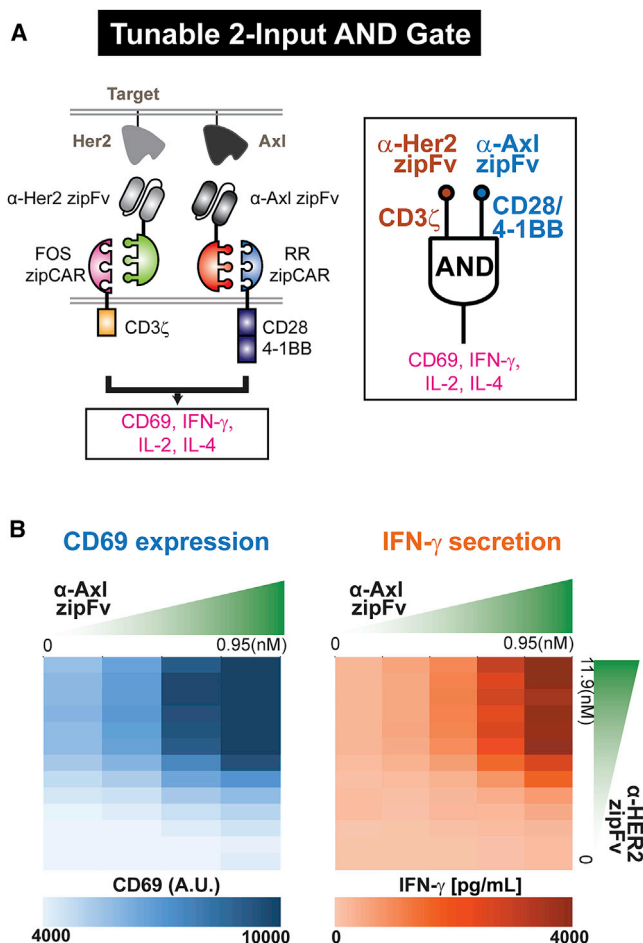 A
Tunable 2-Input AND Gate
Target
Her2
Axl
α-Her2 zipFv
α-Axl zipFv
FOS
zipCAR
RR
zipCAR
CD3ζ
CD28
4-1BB
CD69, IFN-γ,
IL-2, IL-4
α-Her2
zipFv
α-Axl
zipFv
CD3ζ
CD28/
4-1BB
AND
CD69, IFN-γ,
IL-2, IL-4
B
CD69 expression
IFN-γ secretion
α-Axl
zipFv
0
0.95(nM)
α-Axl
zipFv
0
0.95(nM)
11.9(nM)
0
α-HER2
zipFv
CD69 (A.U.)
4000
10000
IFN-γ [pg/mL]
0
4000